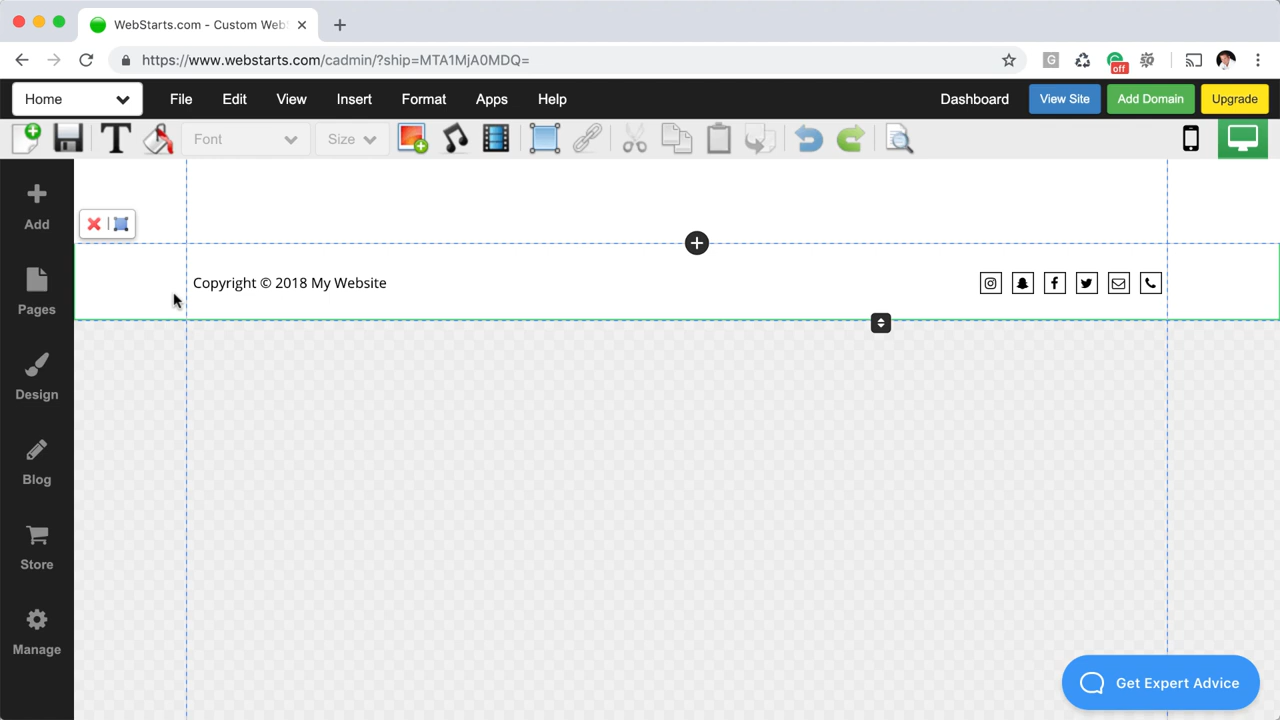 WebStarts.com - Custom Web
https://www.webstarts.com/cadmin/?ship=MTA1MjA0MDQ=
G
off
Home File Edit View Insert Format Apps Help Dashboard View Site Add Domain Upgrade
T Font Size
Add
Pages
Design
Blog
Store
Manage
Copyright © 2018 My Website
Get Expert Advice